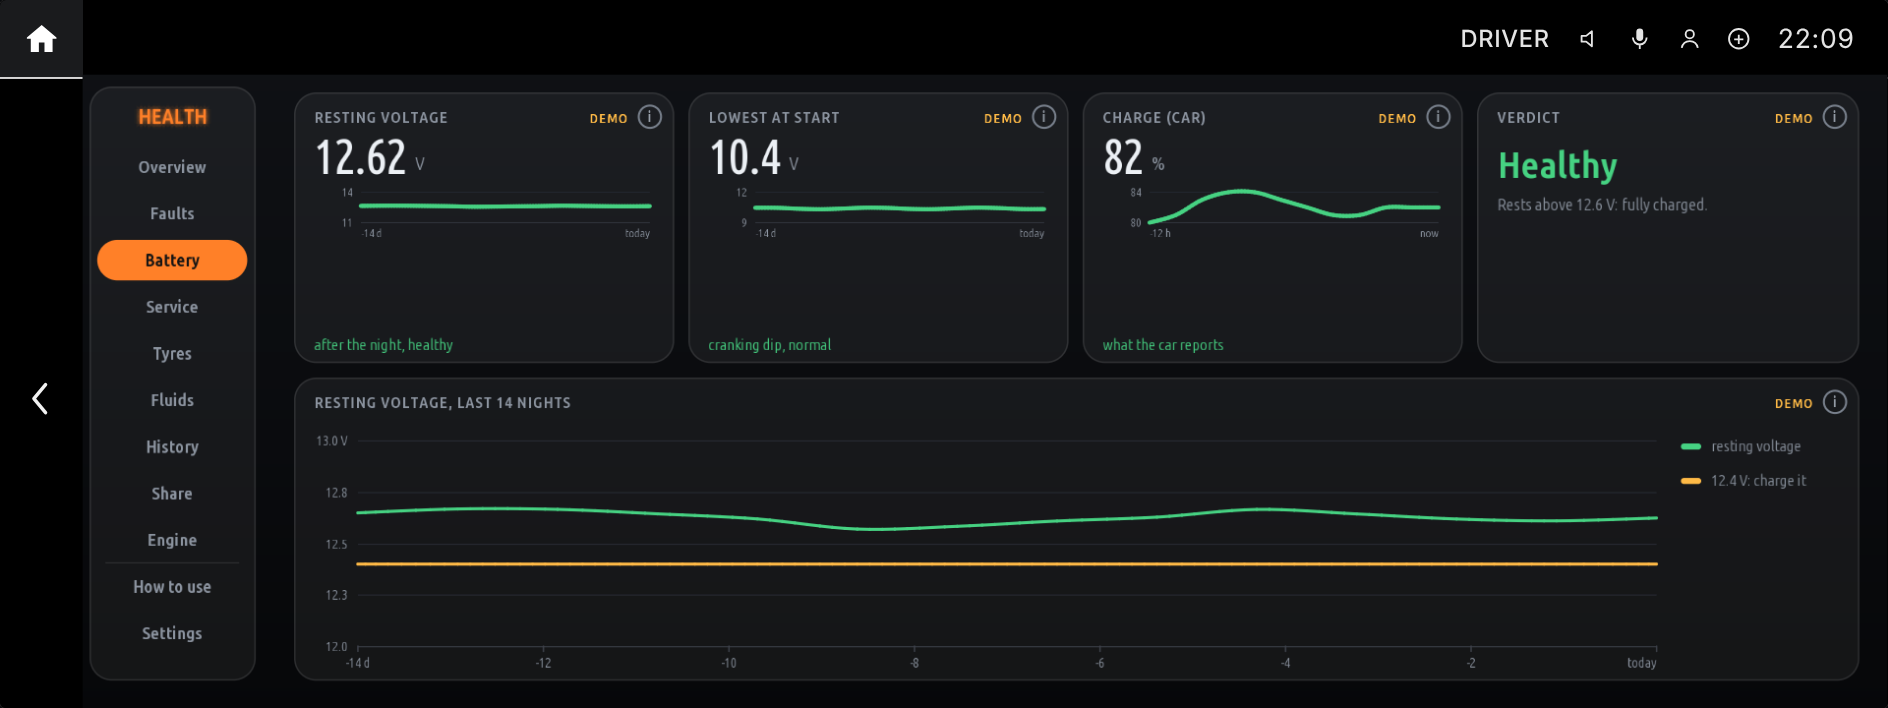 DRIVER 22:09
HEALTH
Overview
Faults
Battery
Service
Tyres
Fluids
History
Share
Engine
How to use
Settings
RESTING VOLTAGE DEMO i
12.62 V
14
11
-14 d today
after the night, healthy
LOWEST AT START DEMO i
10.4 V
12
9
-14 d today
cranking dip, normal
CHARGE (CAR) DEMO i
82 %
84
80
-12 h now
what the car reports
VERDICT DEMO i
Healthy
Rests above 12.6 V: fully charged.
RESTING VOLTAGE, LAST 14 NIGHTS DEMO i
13.0 V
12.8
12.5
12.3
12.0
-14 d -12 -10 -8 -6 -4 -2 today
resting voltage
12.4 V: charge it